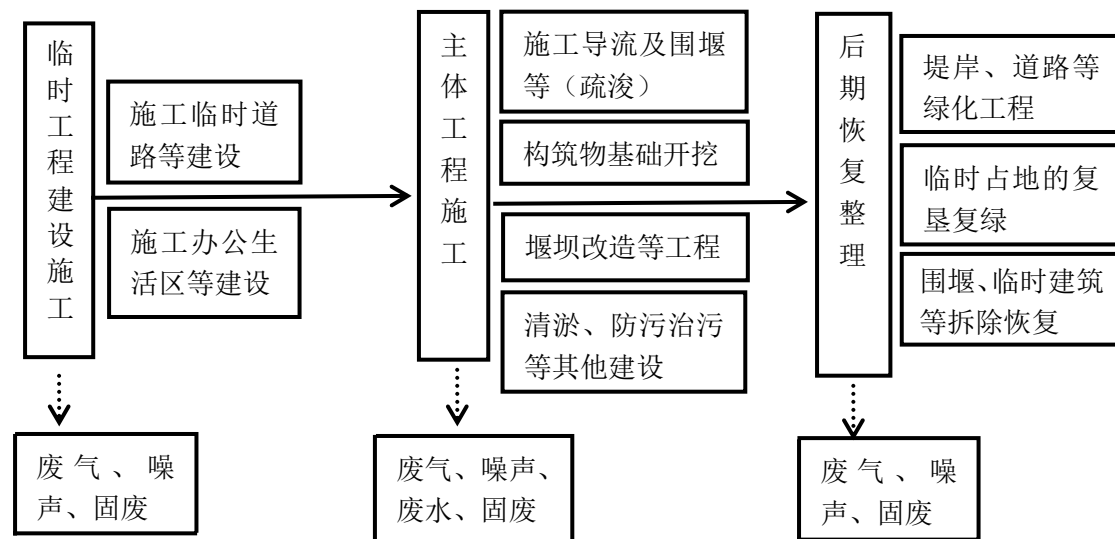 临时工程建设施工
施工临时道
路等建设
施工办公生
活区等建设
废气、噪
声、固废
主体工程施工
施工导流及围堰
等（疏浚）
构筑物基础开挖
堰坝改造等工程
清淤、防污治污
等其他建设
废气、噪声、
废水、固废
后期恢复整理
堤岸、道路等
绿化工程
临时占地的复
垦复绿
围堰、临时建筑
等拆除恢复
废气、噪
声、固废